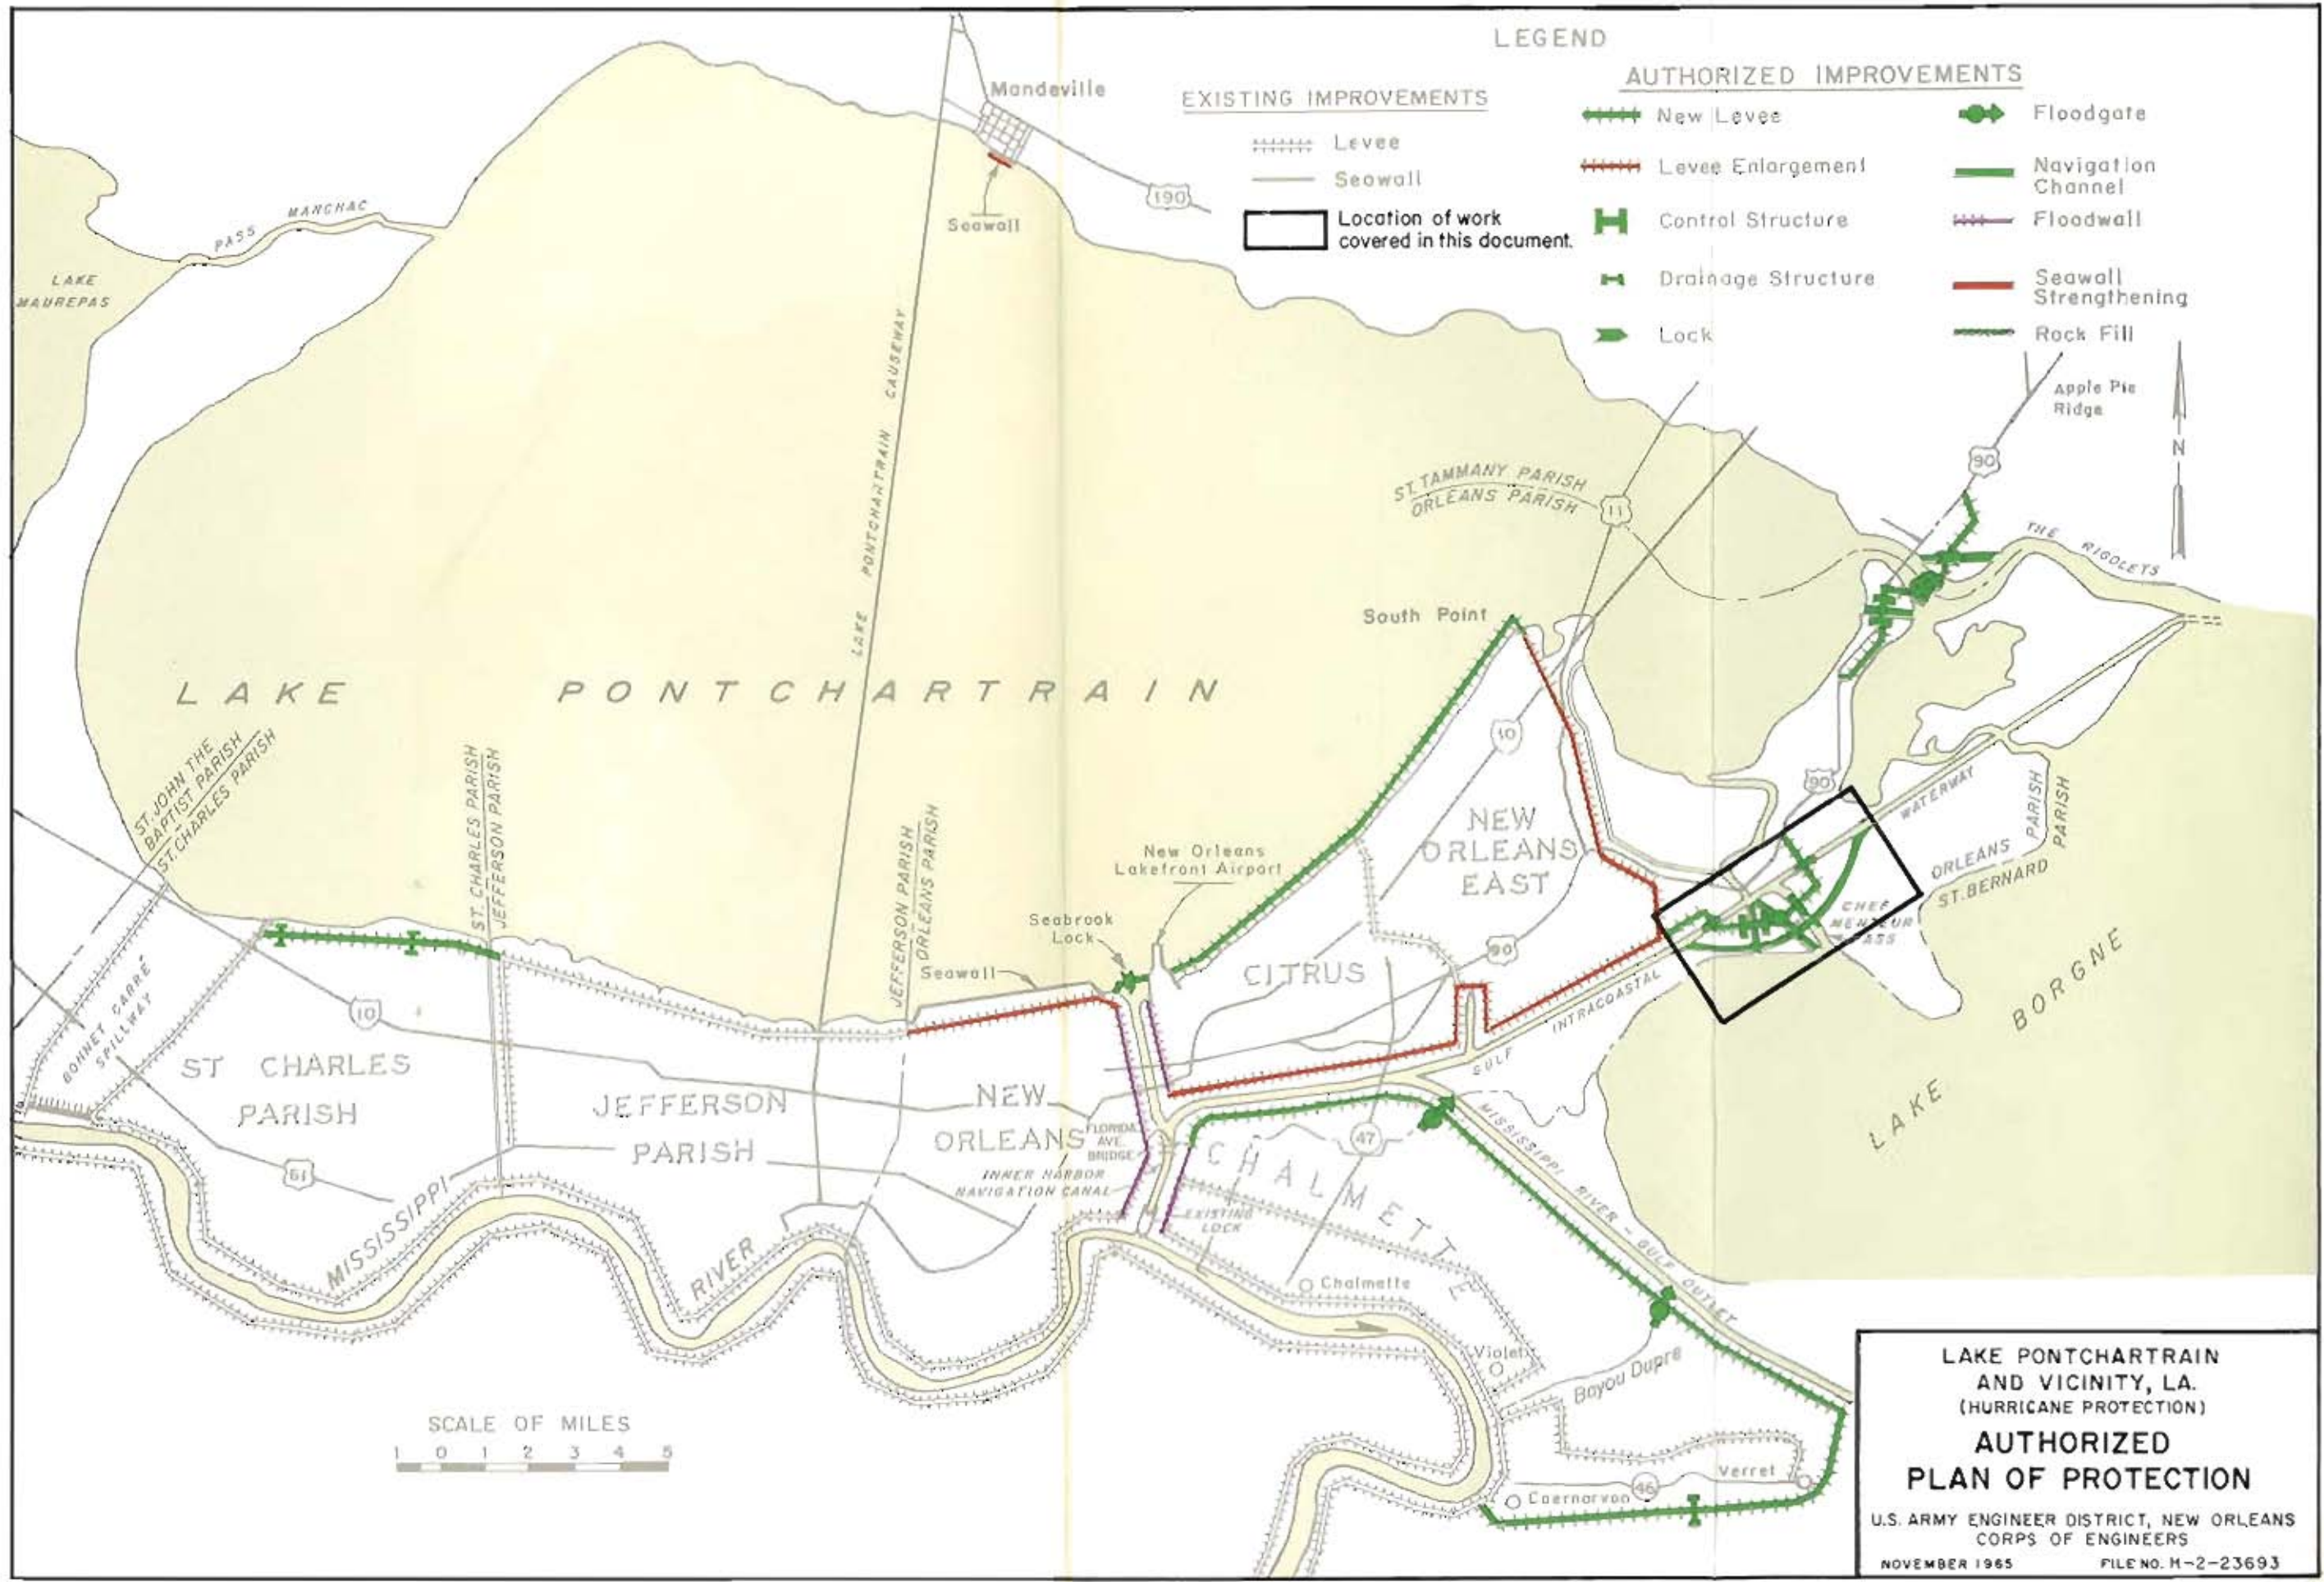 LEGEND
EXISTING IMPROVEMENTS
Levee
Seawall
Location of work
covered in this document.
AUTHORIZED IMPROVEMENTS
New Levee
Levee Enlargement
Control Structure
Drainage Structure
Lock
Floodgate
Navigation
Channel
Floodwall
Seawall
Strengthening
Rock Fill
Mandeville
190
Seawall
PASS MANCHAC
LAKE
MAUREPAS
LAKE PONTCHARTRAIN CAUSEWAY
Apple Pie
Ridge
N
90
ST. TAMMANY PARISH
ORLEANS PARISH
11
THE RIGOLETS
South Point
LAKE PONTCHARTRAIN
10
ST. JOHN THE
BAPTIST PARISH
ST. CHARLES PARISH
ST. CHARLES PARISH
JEFFERSON PARISH
JEFFERSON PARISH
ORLEANS PARISH
90
WATERWAY
ORLEANS PARISH
ST. BERNARD PARISH
NEW
ORLEANS
EAST
New Orleans
Lakefront Airport
Seabrook
Lock
Seawall
CHEF
MENTEUR
PASS
CITRUS
90
GULF INTRACOASTAL
LAKE BORGNE
BONNET CARRÉ
SPILLWAY
10
ST CHARLES
PARISH
61
JEFFERSON
PARISH
NEW
ORLEANS
FLORIDA
AVE.
BRIDGE
INNER HARBOR
NAVIGATION CANAL
EXISTING
LOCK
CHALMETTE
47
MISSISSIPPI RIVER - GULF OUTLET
MISSISSIPPI RIVER
Chalmette
Violet
Bayou Dupre
Verret
46
Caernarvon
SCALE OF MILES
1 0 1 2 3 4 5
LAKE PONTCHARTRAIN
AND VICINITY, LA.
(HURRICANE PROTECTION)
AUTHORIZED
PLAN OF PROTECTION
U.S. ARMY ENGINEER DISTRICT, NEW ORLEANS
CORPS OF ENGINEERS
NOVEMBER 1965 FILE NO. H-2-23693